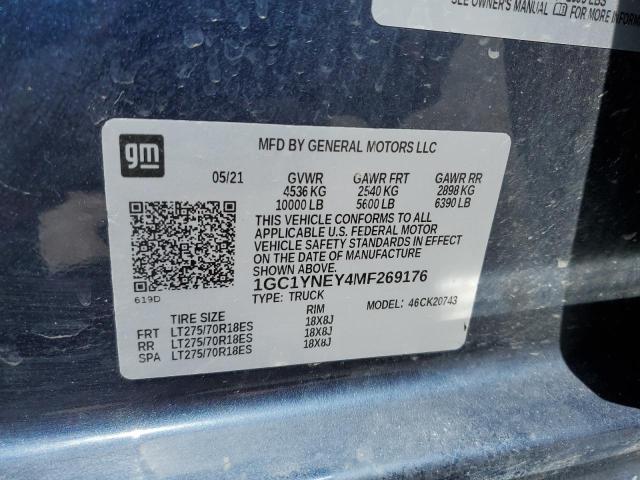 SEE OWNER'S MANUAL FOR MORE INFORM
gm
MFD BY GENERAL MOTORS LLC
05/21 GVWR GAWR FRT GAWR RR
4536 KG 2540 KG 2898 KG
10000 LB 5600 LB 6390 LB
THIS VEHICLE CONFORMS TO ALL
APPLICABLE U.S. FEDERAL MOTOR
VEHICLE SAFETY STANDARDS IN EFFECT
ON THE DATE OF MANUFACTURE
SHOWN ABOVE.
1GC1YNEY4MF269176
619D
TYPE: TRUCK MODEL: 46CK20743
TIRE SIZE RIM
FRT LT275/70R18ES 18X8J
RR LT275/70R18ES 18X8J
SPA LT275/70R18ES 18X8J